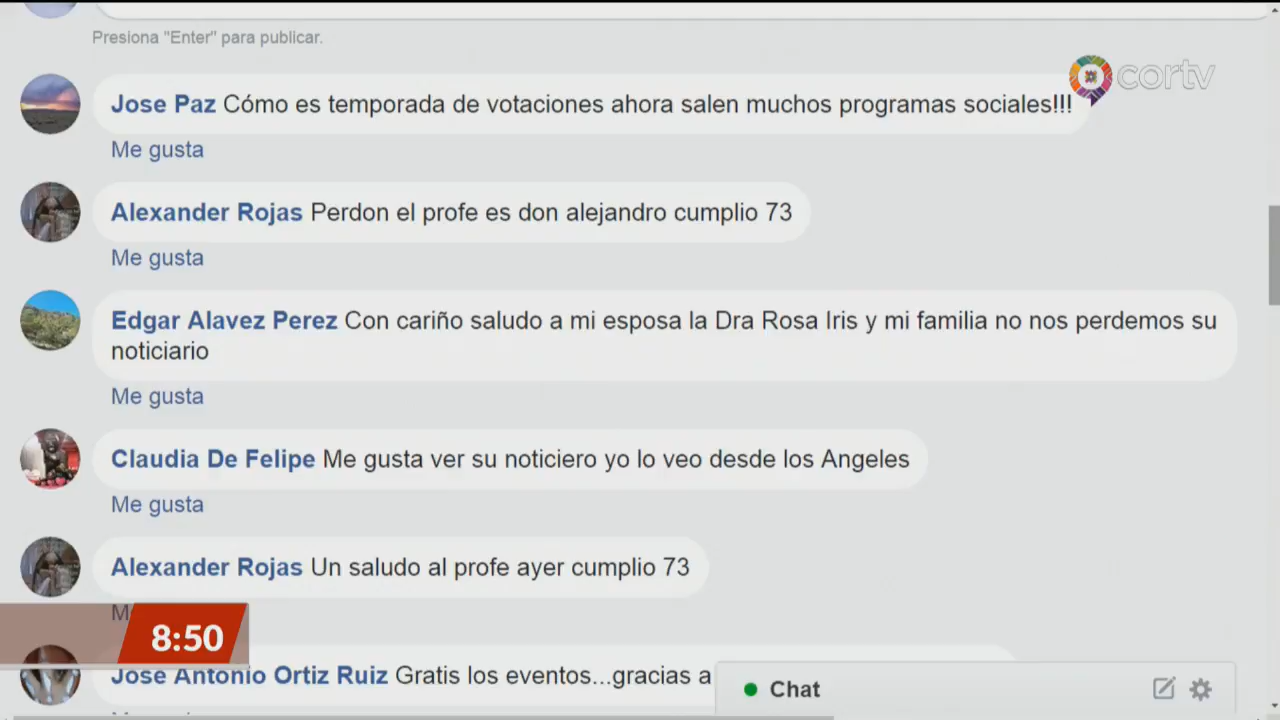 Presiona "Enter" para publicar.
cortv
Jose Paz Cómo es temporada de votaciones ahora salen muchos programas sociales!!!
Me gusta
Alexander Rojas Perdon el profe es don alejandro cumplio 73
Me gusta
Edgar Alavez Perez Con cariño saludo a mi esposa la Dra Rosa Iris y mi familia no nos perdemos su
noticiario
Me gusta
Claudia De Felipe Me gusta ver su noticiero yo lo veo desde los Angeles
Me gusta
Alexander Rojas Un saludo al profe ayer cumplio 73
8:50
Jose Antonio Ortiz Ruiz Gratis los eventos...gracias a
Chat